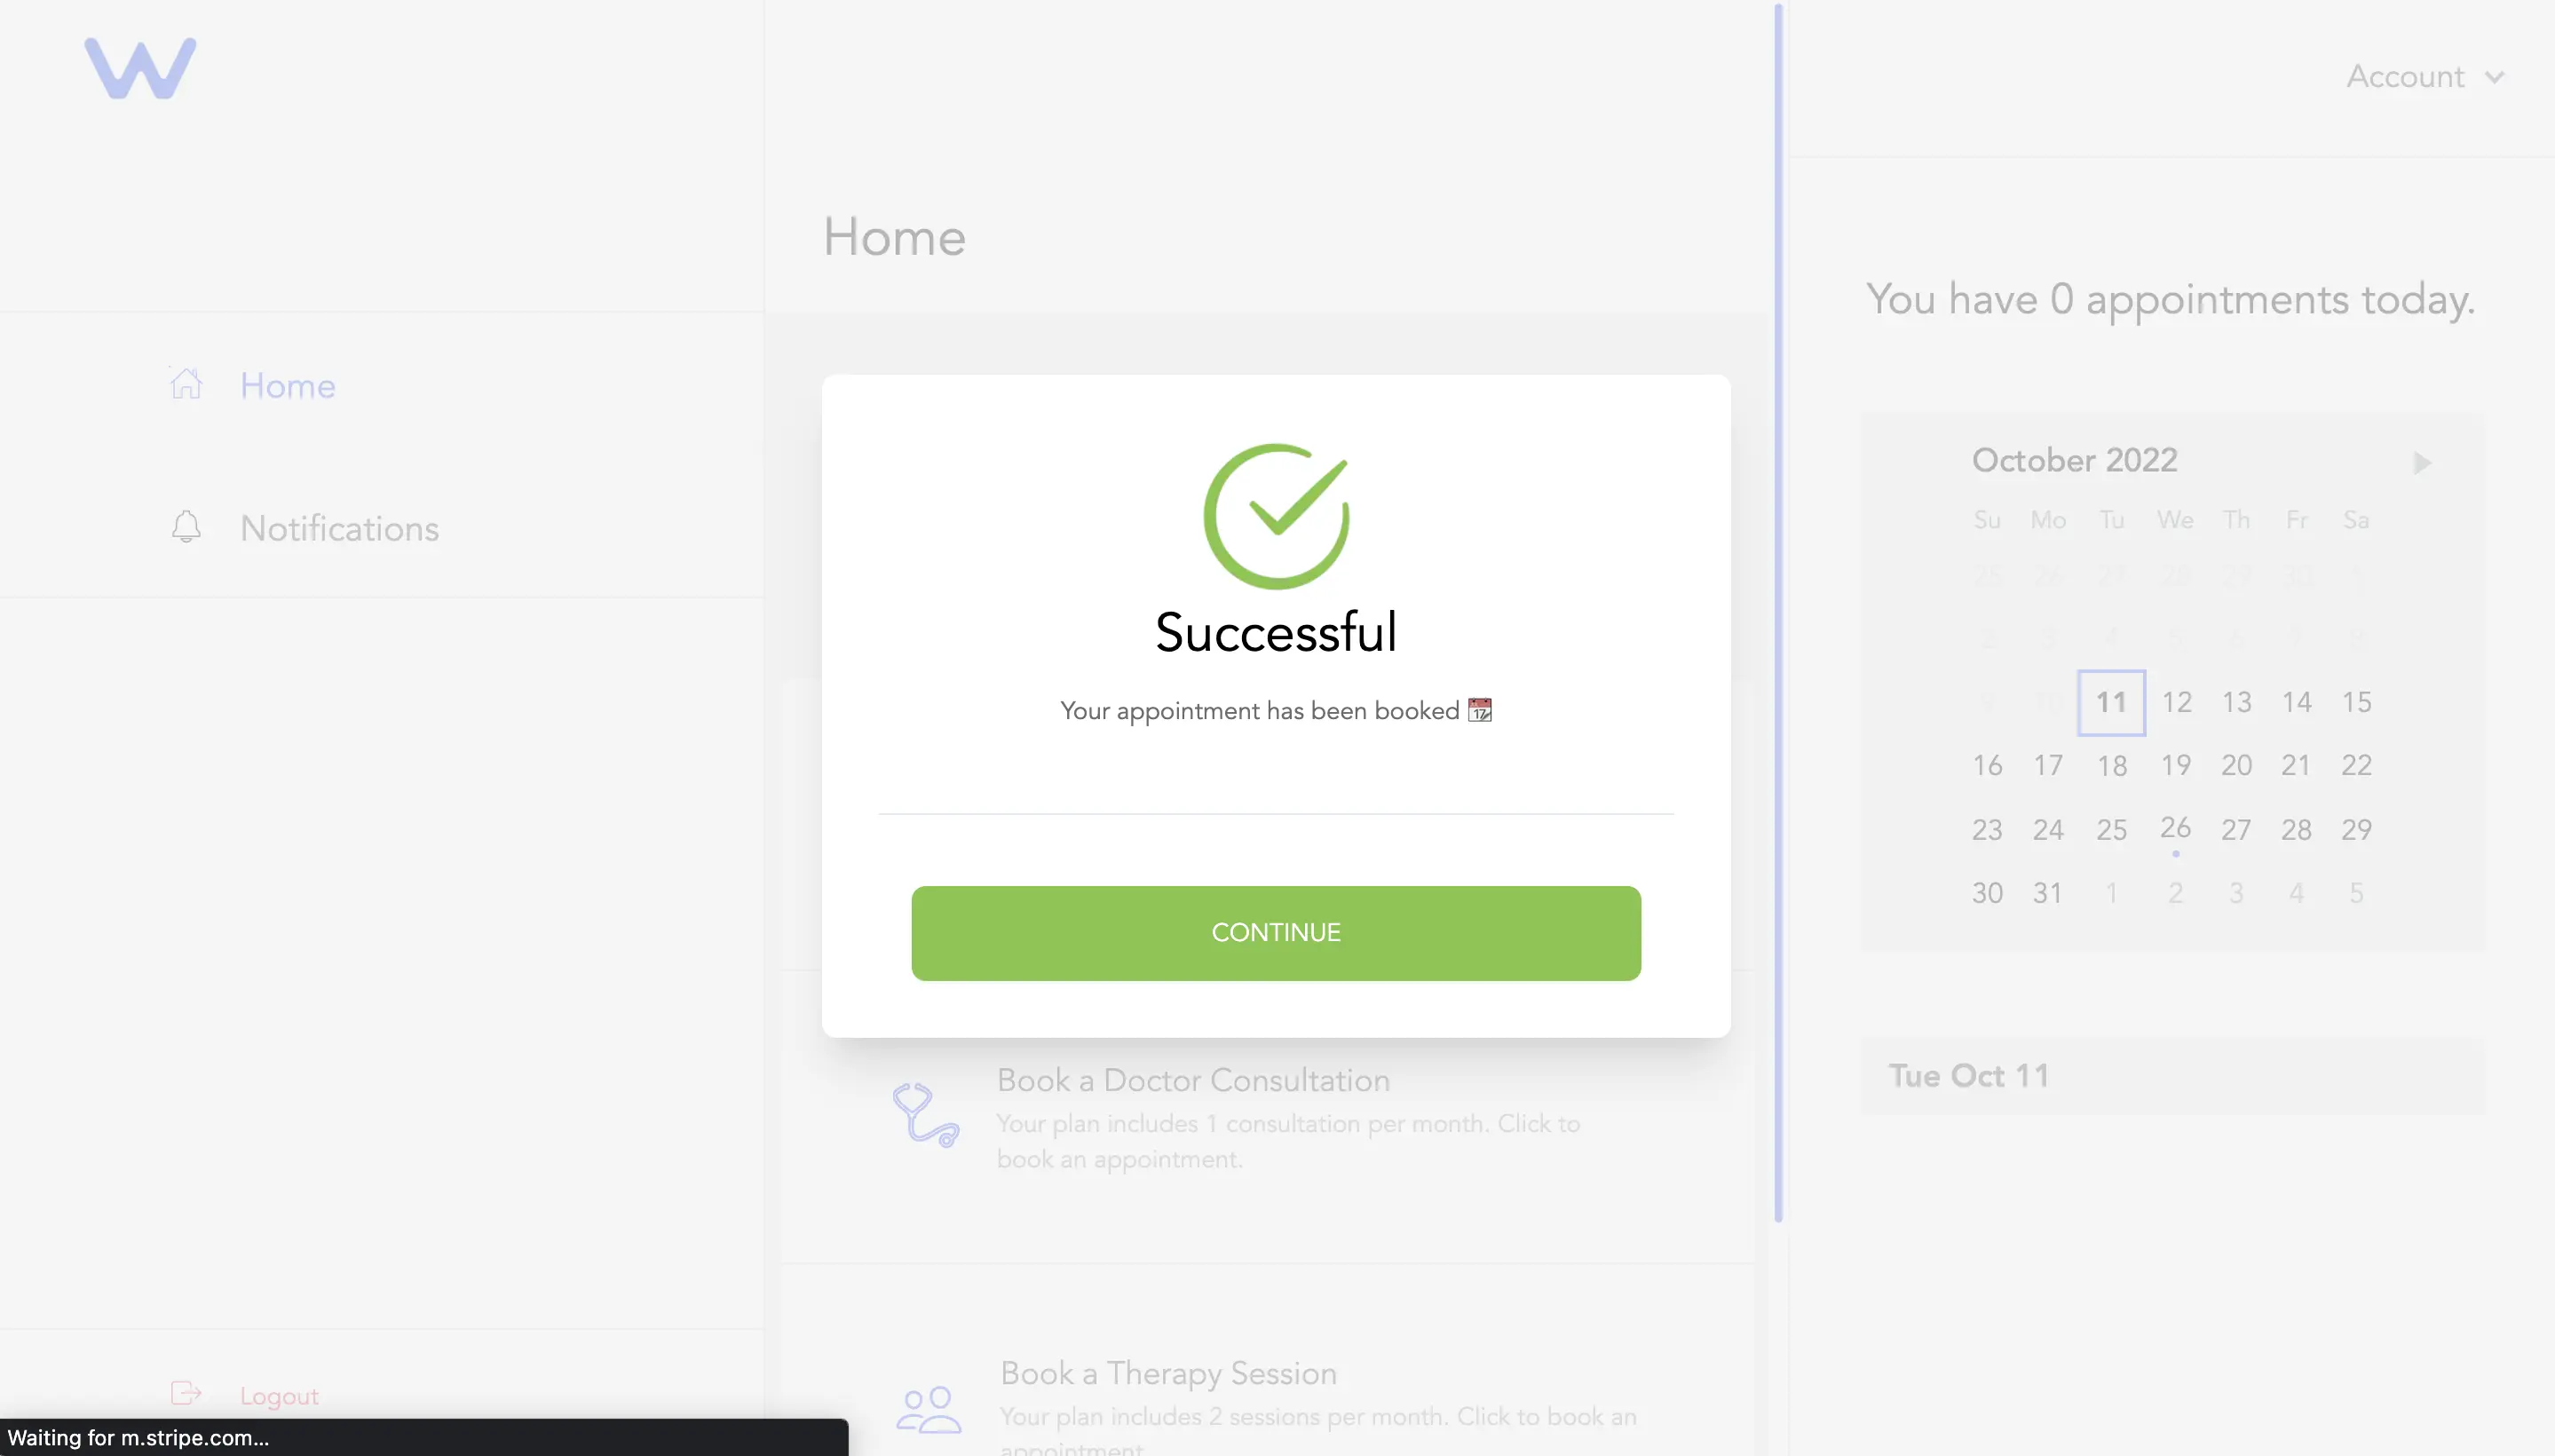 W
Account
Home
You have 0 appointments today.
Home
Notifications
October 2022
Su Mo Tu We Th Fr Sa
25 26 27 28 29 30 1
2 3 4 5 6 7 8
9 10 11 12 13 14 15
16 17 18 19 20 21 22
23 24 25 26 27 28 29
30 31 1 2 3 4 5
Tue Oct 11
Successful
Your appointment has been booked
CONTINUE
Book a Doctor Consultation
Your plan includes 1 consultation per month. Click to
book an appointment.
Book a Therapy Session
Your plan includes 2 sessions per month. Click to book an
appointment
Logout
Waiting for m.stripe.com...